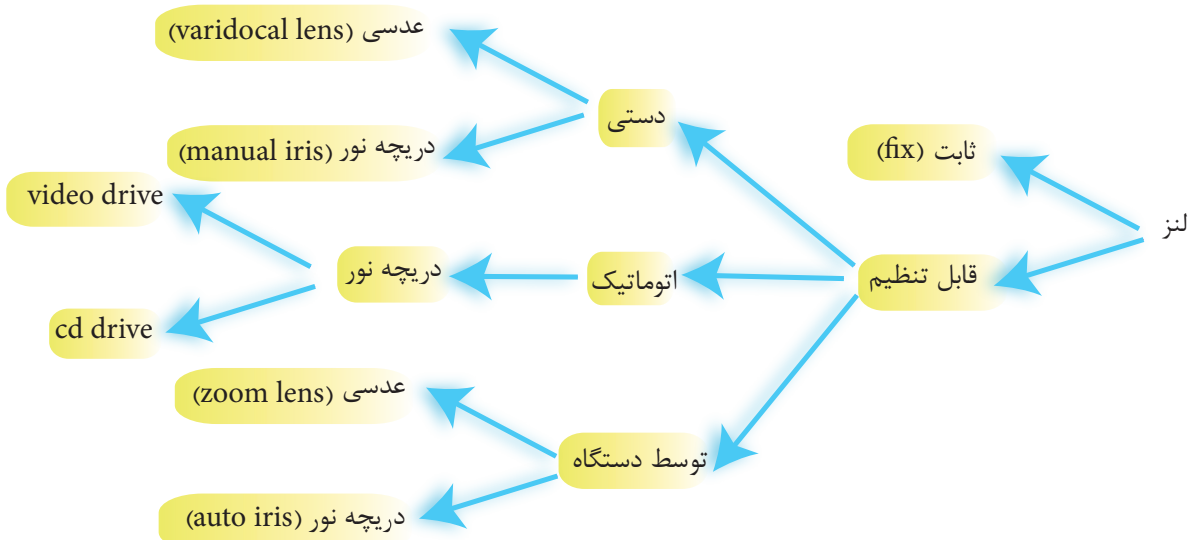 لنز
ثابت (fix)
قابل تنظیم
دستی
عدسی (varidocal lens)
دریچه نور (manual iris)
اتوماتیک
دریچه نور
video drive
cd drive
توسط دستگاه
عدسی (zoom lens)
دریچه نور (auto iris)